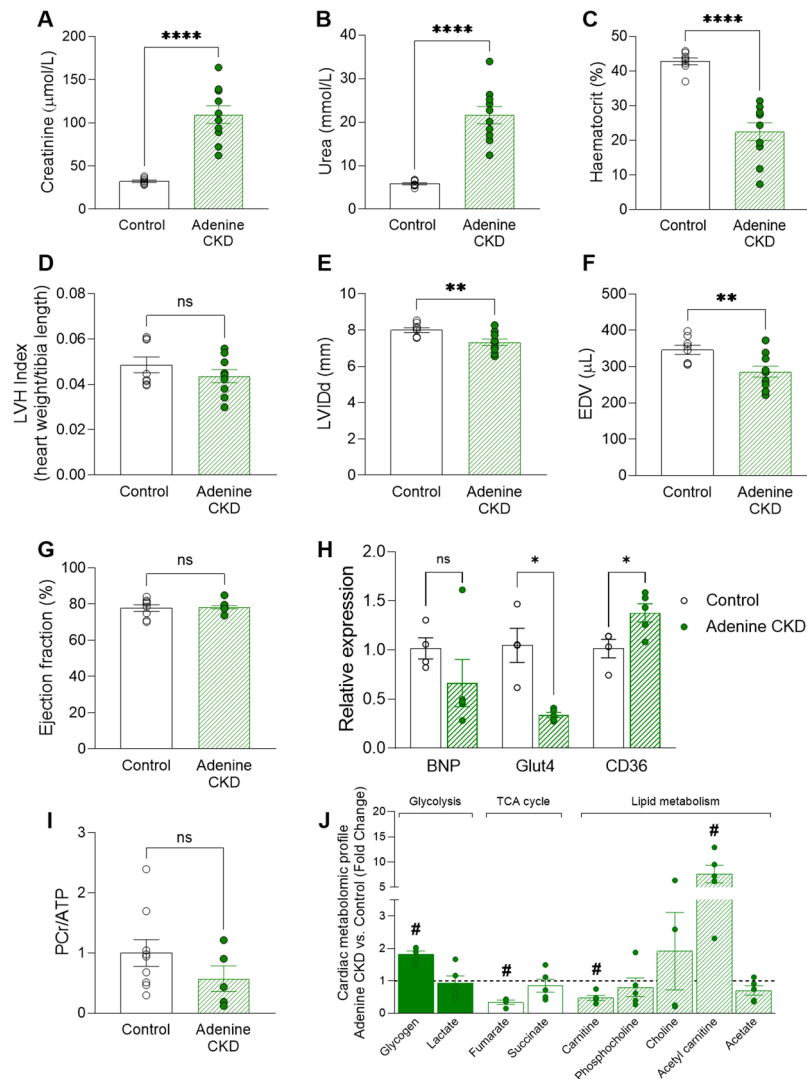 A
****
Creatinine (μmol/L)
200
150
100
50
0
Control
Adenine
CKD
B
****
Urea (mmol/L)
40
30
20
10
0
Control
Adenine
CKD
C
****
Haematocrit (%)
50
40
30
20
10
0
Control
Adenine
CKD
D
ns
LVH Index
(heart weight/tibia length)
0.08
0.06
0.04
0.02
0.00
Control
Adenine
CKD
E
**
LVIDd (mm)
10
8
6
4
2
0
Control
Adenine
CKD
F
**
EDV (μL)
500
400
300
200
100
0
Control
Adenine
CKD
G
ns
Ejection fraction (%)
100
80
60
40
20
0
Control
Adenine
CKD
H
ns
*
*
Relative expression
2.0
1.5
1.0
0.5
0.0
BNP
Glut4
CD36
Control
Adenine CKD
I
ns
PCr/ATP
3
2
1
0
Control
Adenine
CKD
J
Glycolysis
TCA cycle
Lipid metabolism
Cardiac metabolomic profile
Adenine CKD vs. Control (Fold Change)
20
15
10
5
3
2
1
0
#
#
#
#
Glycogen
Lactate
Fumarate
Succinate
Carnitine
Phosphocholine
Choline
Acetyl carnitine
Acetate